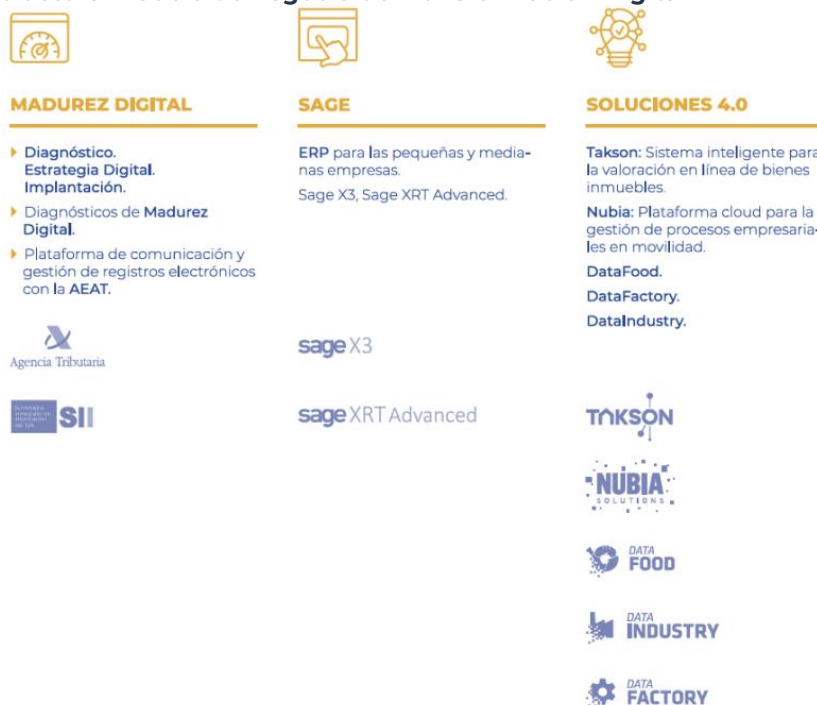 MADUREZ DIGITAL
Diagnóstico.
Estrategia Digital.
Implantación.
Diagnósticos de Madurez
Digital.
Plataforma de comunicación y
gestión de registros electrónicos
con la AEAT.
Agencia Tributaria
SII
SAGE
ERP para las pequeñas y media-
nas empresas.
Sage X3, Sage XRT Advanced.
sage X3
sage XRT Advanced
SOLUCIONES 4.0
Takson: Sistema inteligente para
la valoración en línea de bienes
inmuebles.
Nubia: Plataforma cloud para la
gestión de procesos empresaria-
les en movilidad.
DataFood.
DataFactory.
DataIndustry.
TAKSON
NUBIA
SOLUTIONS
DATA
FOOD
DATA
INDUSTRY
DATA
FACTORY